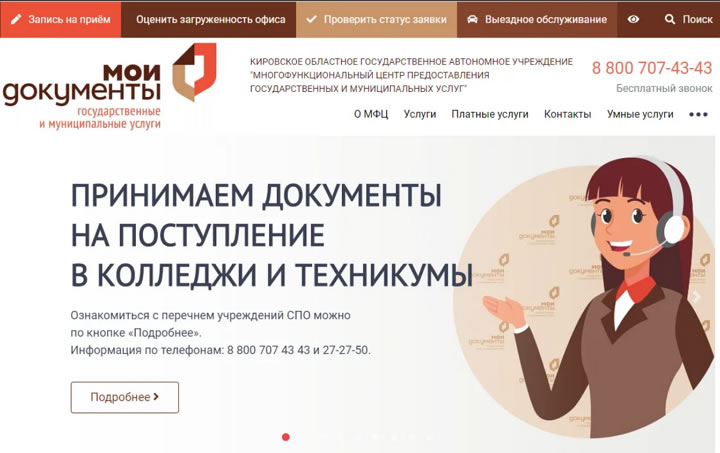 Запись на приём
Оценить загруженность офиса
Проверить статус заявки
Выездное обслуживание
Поиск
мои
документы
государственные
и муниципальные услуги
КИРОВСКОЕ ОБЛАСТНОЕ ГОСУДАРСТВЕННОЕ АВТОНОМНОЕ УЧРЕЖДЕНИЕ
"МНОГОФУНКЦИОНАЛЬНЫЙ ЦЕНТР ПРЕДОСТАВЛЕНИЯ
ГОСУДАРСТВЕННЫХ И МУНИЦИПАЛЬНЫХ УСЛУГ"
8 800 707-43-43
Бесплатный звонок
О МФЦ
Услуги
Платные услуги
Контакты
Умные услуги
ПРИНИМАЕМ ДОКУМЕНТЫ
НА ПОСТУПЛЕНИЕ
В КОЛЛЕДЖИ И ТЕХНИКУМЫ
Ознакомиться с перечнем учреждений СПО можно
по кнопке «Подробнее».
Информация по телефонам: 8 800 707 43 43 и 27-27-50.
Подробнее
мои
документы